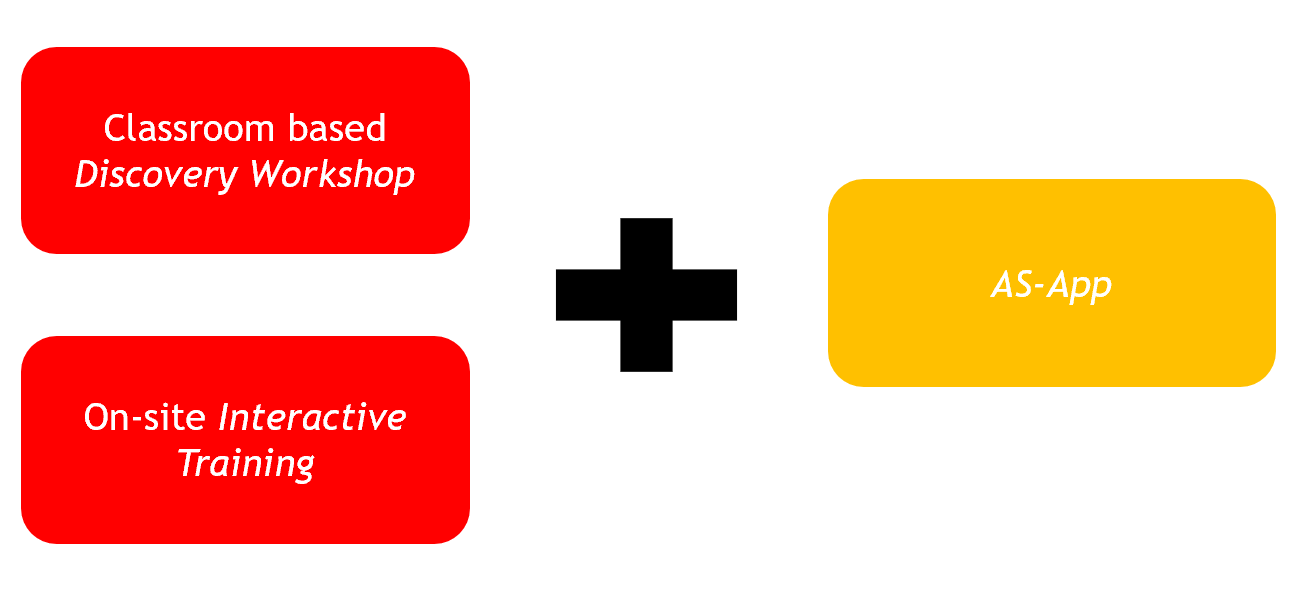 Classroom based
Discovery Workshop
On-site Interactive
Training
AS-App